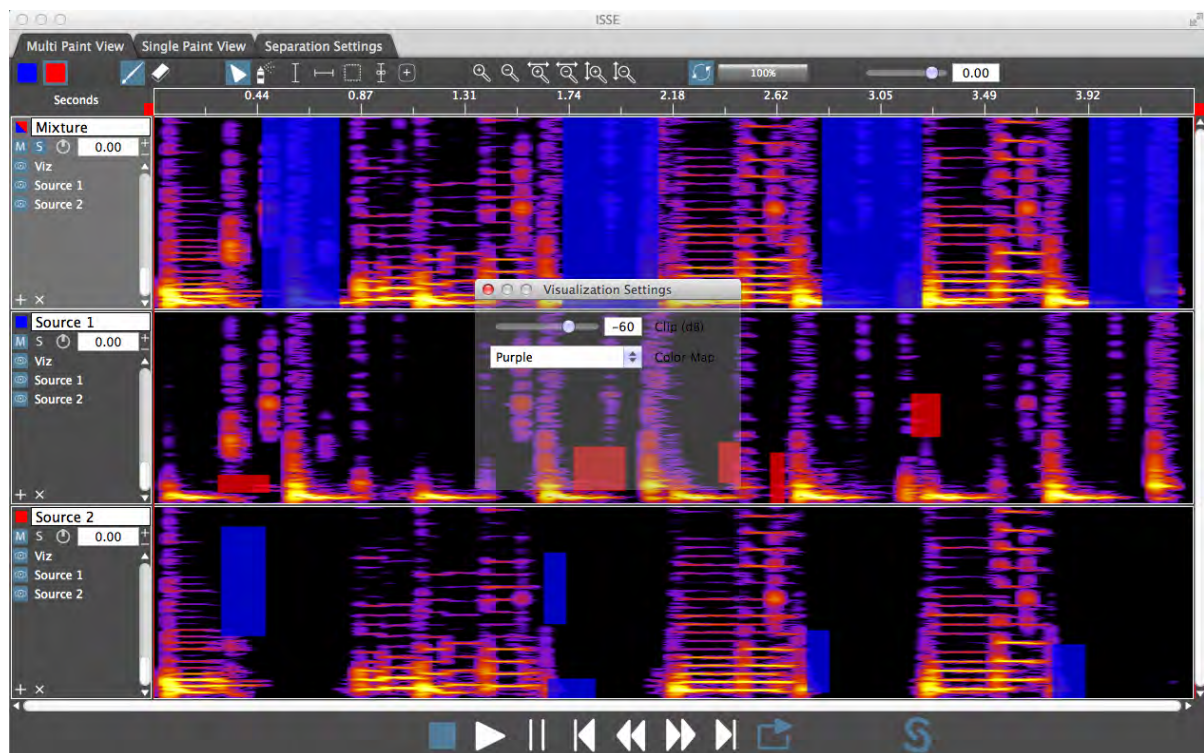 ISSE
Multi Paint View Single Paint View Separation Settings
100% 0.00
Seconds 0.44 0.87 1.31 1.74 2.18 2.62 3.05 3.49 3.92
Mixture
M S 0.00 + −
Viz
Source 1
Source 2
+ ×
Visualization Settings
-60 Clip (dB)
Purple Color Map
Source 1
M S 0.00 + −
Viz
Source 1
Source 2
+ ×
Source 2
M S 0.00 + −
Viz
Source 1
Source 2
+ ×